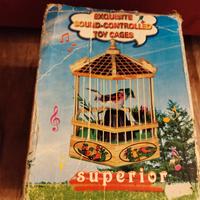 EXQUISITE
SOUND-CONTROLLED
TOY CAGES
superior